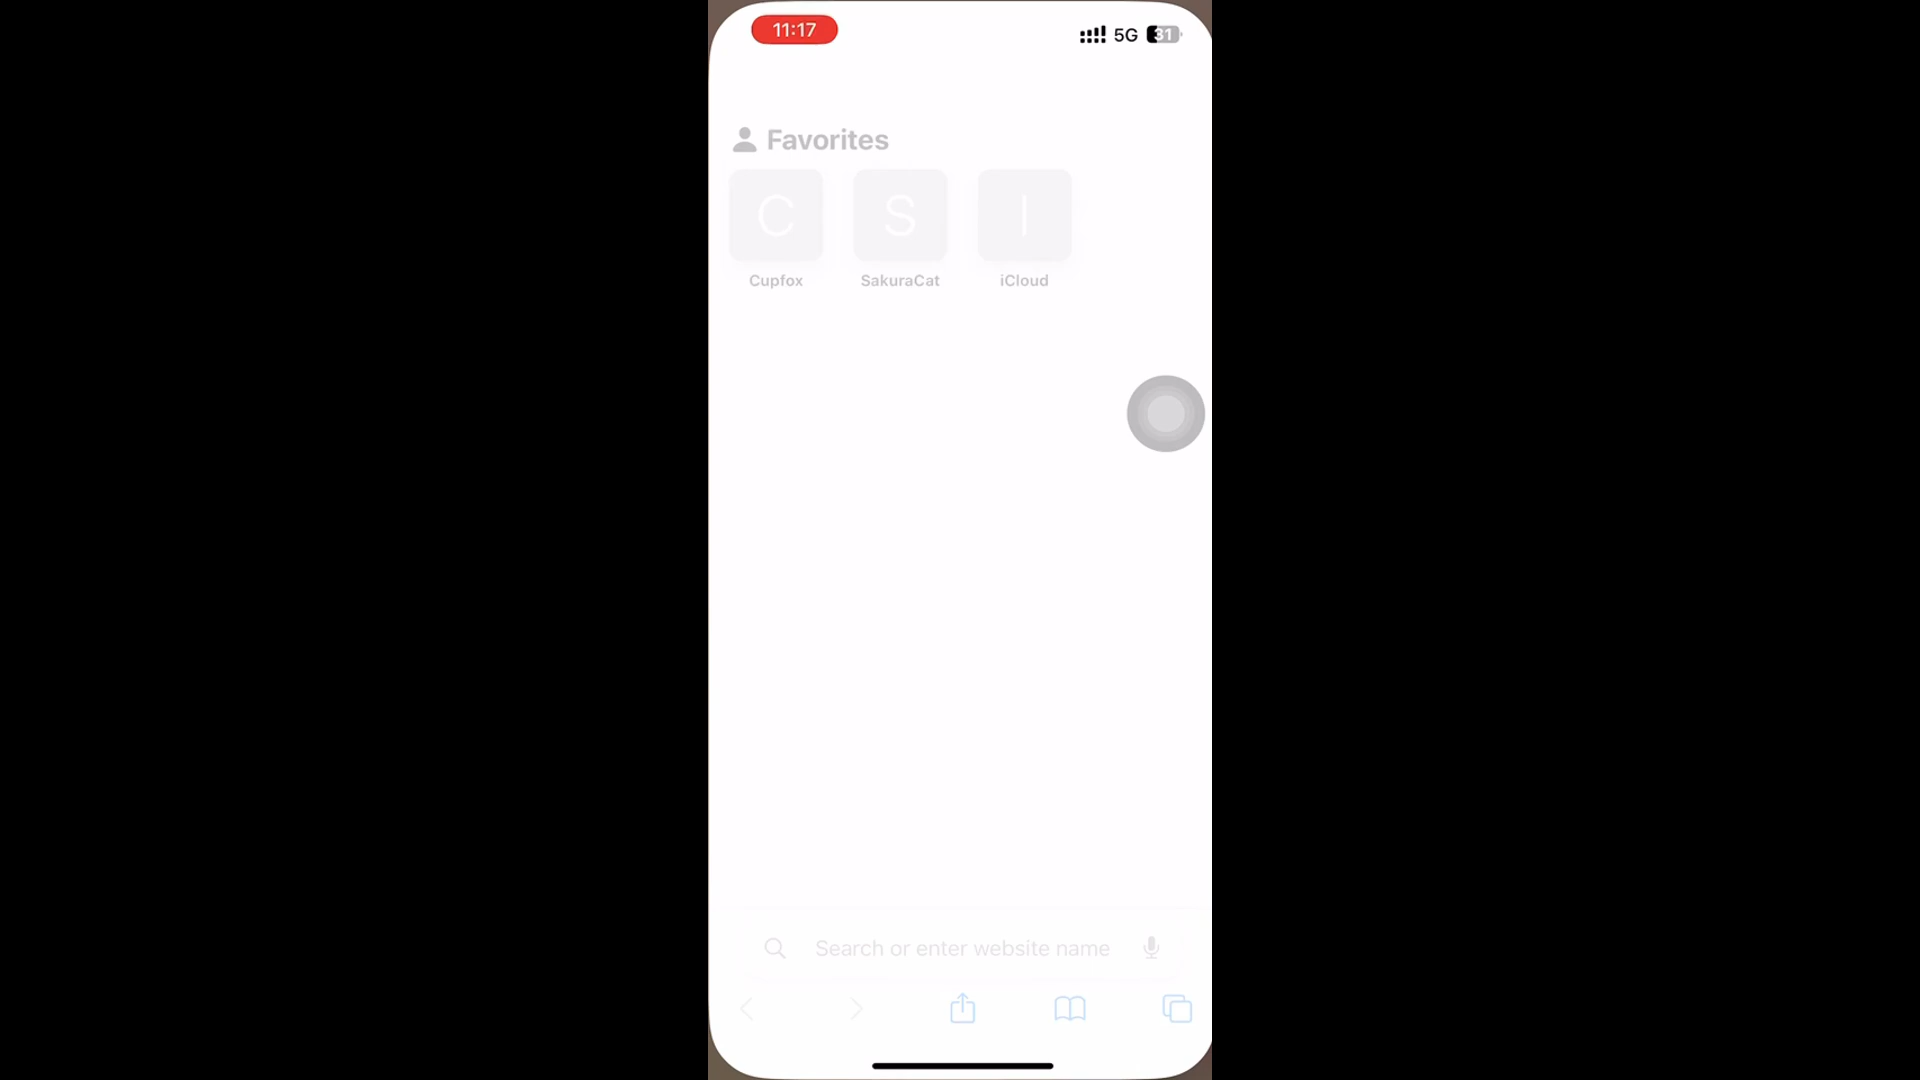 11:17
5G
31
Favorites
C
S
I
Cupfox
SakuraCat
iCloud
Search or enter website name